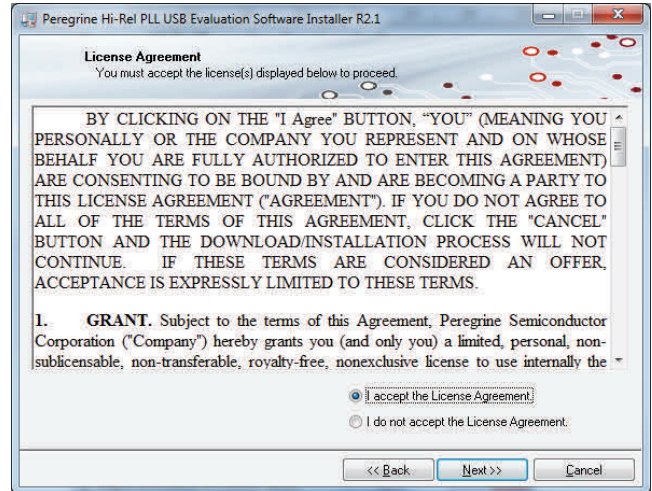 Peregrine Hi-Rel PLL USB Evaluation Software Installer R2.1
License Agreement
You must accept the license(s) displayed below to proceed.
BY CLICKING ON THE "I Agree" BUTTON, “YOU” (MEANING YOU
PERSONALLY OR THE COMPANY YOU REPRESENT AND ON WHOSE
BEHALF YOU ARE FULLY AUTHORIZED TO ENTER THIS AGREEMENT)
ARE CONSENTING TO BE BOUND BY AND ARE BECOMING A PARTY TO
THIS LICENSE AGREEMENT ("AGREEMENT"). IF YOU DO NOT AGREE TO
ALL OF THE TERMS OF THIS AGREEMENT, CLICK THE "CANCEL"
BUTTON AND THE DOWNLOAD/INSTALLATION PROCESS WILL NOT
CONTINUE. IF THESE TERMS ARE CONSIDERED AN OFFER,
ACCEPTANCE IS EXPRESSLY LIMITED TO THESE TERMS.
1. GRANT. Subject to the terms of this Agreement, Peregrine Semiconductor
Corporation ("Company") hereby grants you (and only you) a limited, personal, non-
sublicensable, non-transferable, royalty-free, nonexclusive license to use internally the
I accept the License Agreement.
I do not accept the License Agreement.
<< Back Next >> Cancel